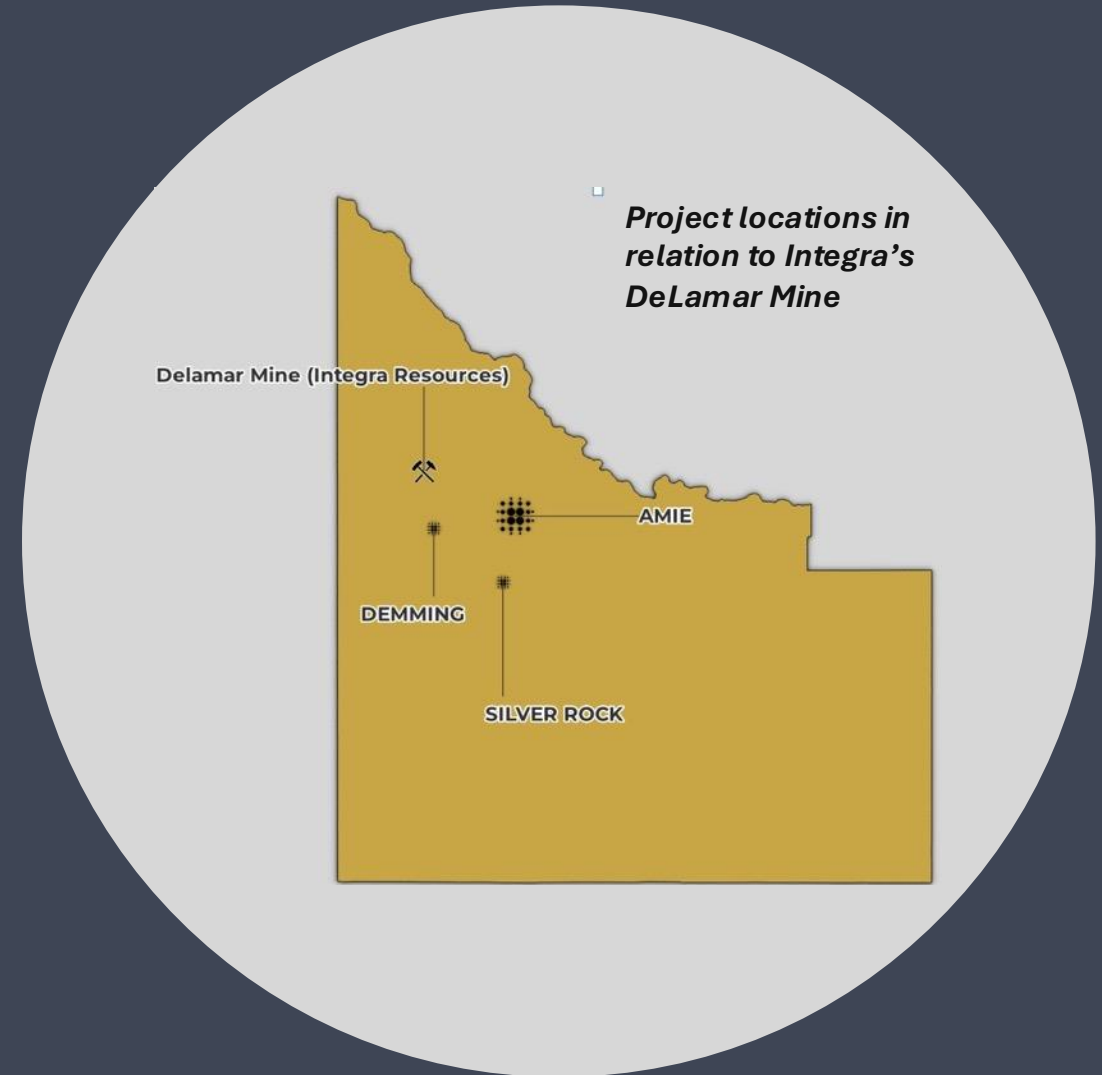 Project locations in
relation to Integra’s
DeLamar Mine
Delamar Mine (Integra Resources)
AMIE
DEMMING
SILVER ROCK